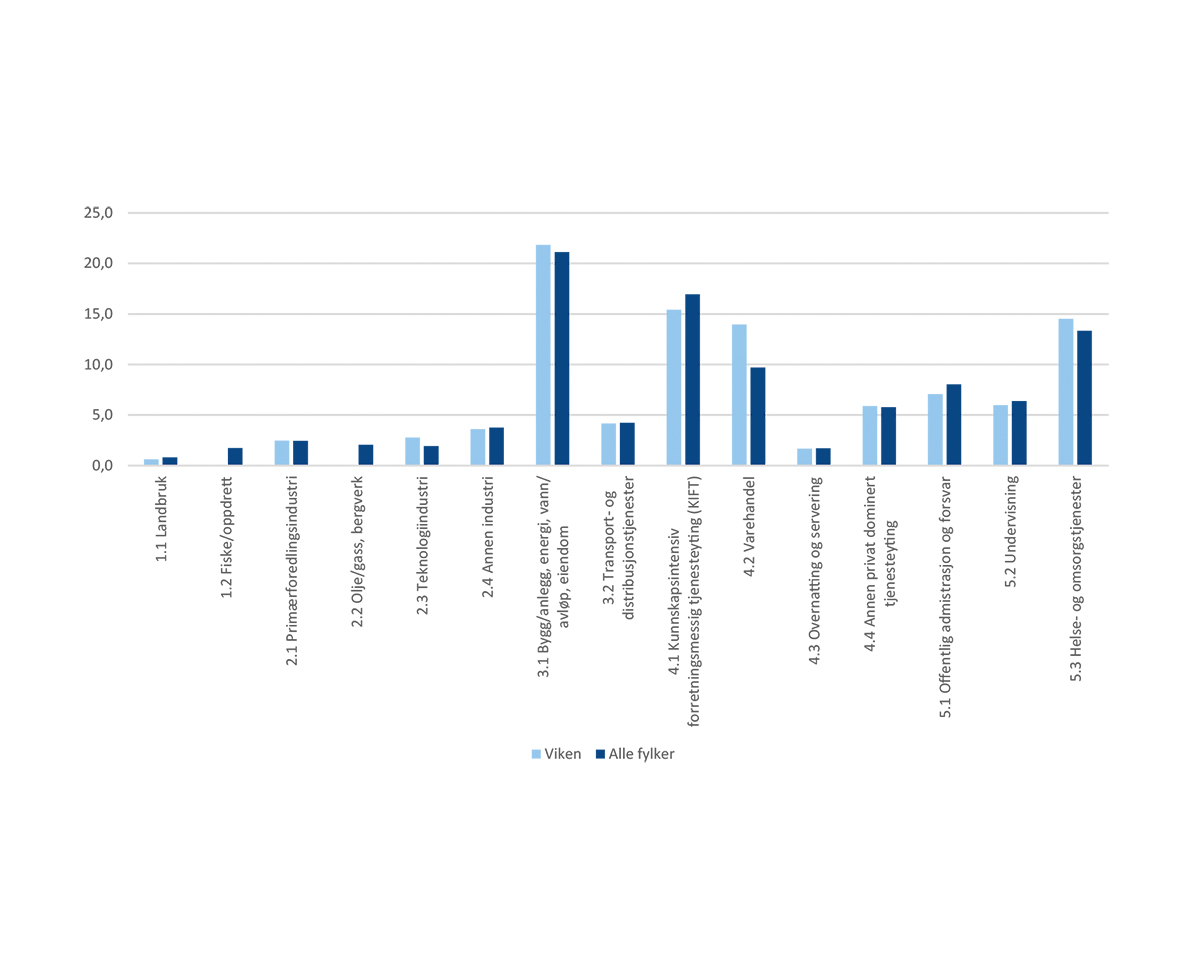 25,0
20,0
15,0
10,0
5,0
0,0
1.1 Landbruk
1.2 Fiske/oppdrett
2.1 Primærforedlingsindustri
2.2 Olje/gass, bergverk
2.3 Teknologiindustri
2.4 Annen industri
3.1 Bygg/anlegg, energi, vann/
avløp, eiendom
3.2 Transport- og
distribusjonstjenester
4.1 Kunnskapsintensiv
forretningsmessig tjenesteyting (KIFT)
4.2 Varehandel
4.3 Overnatting og servering
4.4 Annen privat dominert
tjenesteyting
5.1 Offentlig admistrasjon og forsvar
5.2 Undervisning
5.3 Helse- og omsorgstjenester
Viken
Alle fylker